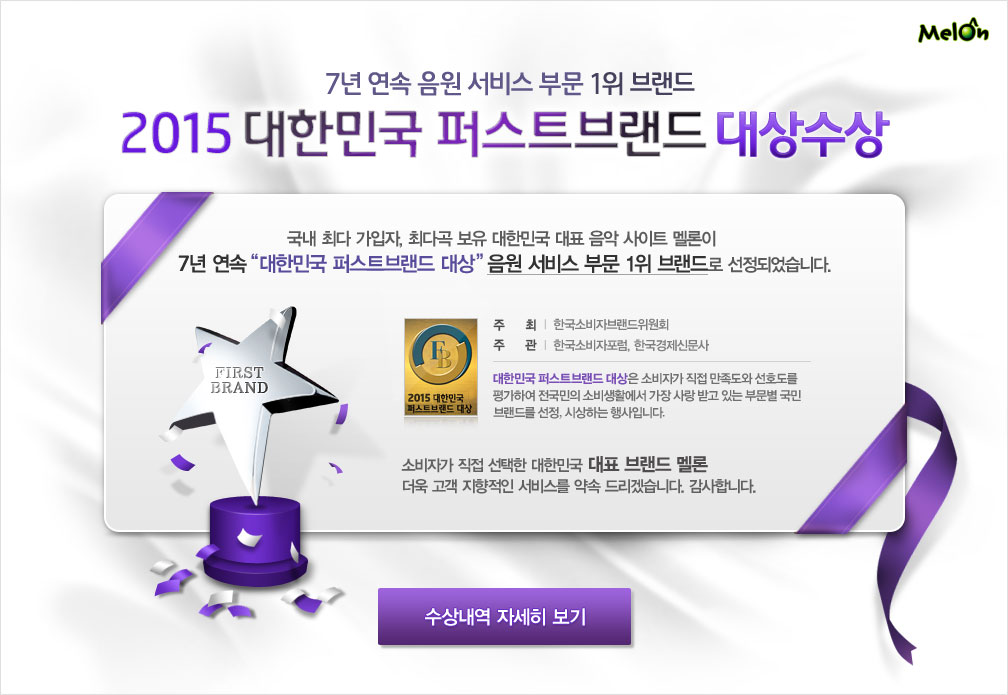 Melon
7년 연속 음원 서비스 부문 1위 브랜드
2015 대한민국 퍼스트브랜드 대상수상
국내 최다 가입자, 최다곡 보유 대한민국 대표 음악 사이트 멜론이
7년 연속 “대한민국 퍼스트브랜드 대상” 음원 서비스 부문 1위 브랜드로 선정되었습니다.
FIRST
BRAND
FB
2015 대한민국
퍼스트브랜드 대상
주 최 | 한국소비자브랜드위원회
주 관 | 한국소비자포럼, 한국경제신문사
대한민국 퍼스트브랜드 대상은 소비자가 직접 만족도와 선호도를
평가하여 전국민의 소비생활에서 가장 사랑 받고 있는 부문별 국민
브랜드를 선정, 시상하는 행사입니다.
소비자가 직접 선택한 대한민국 대표 브랜드 멜론
더욱 고객 지향적인 서비스를 약속 드리겠습니다. 감사합니다.
수상내역 자세히 보기